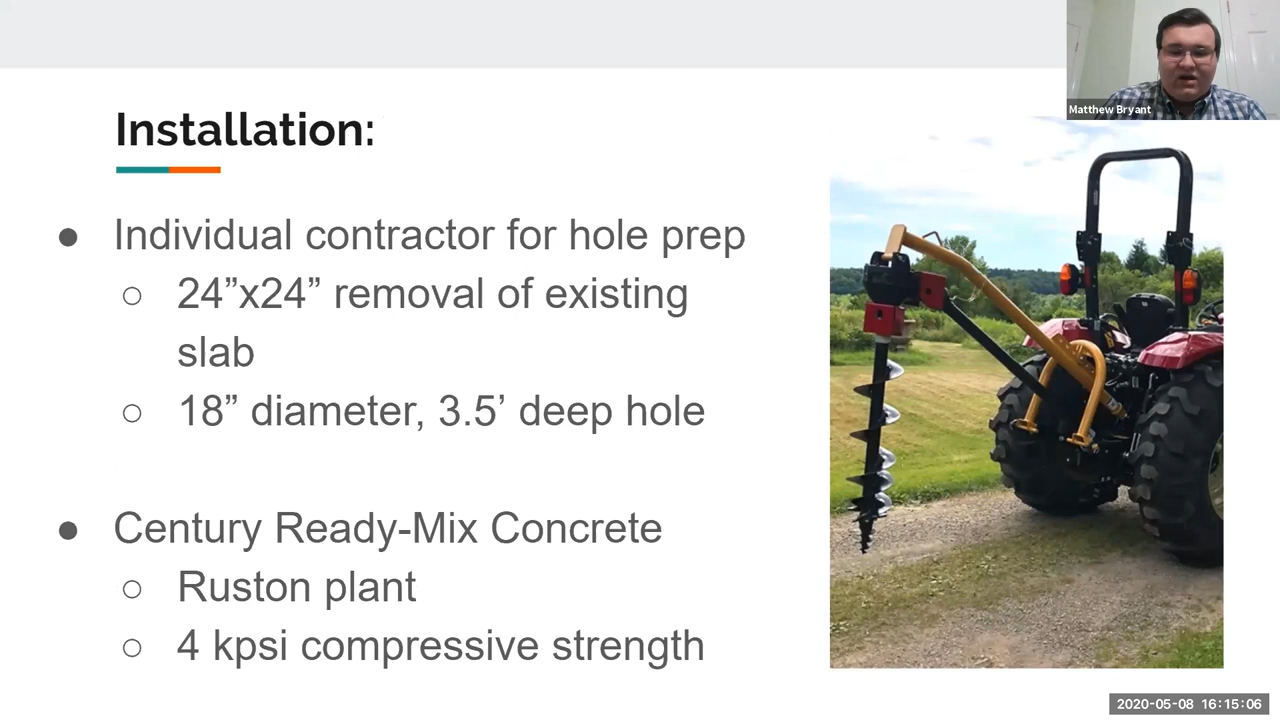 Matthew Bryant
Installation:
● Individual contractor for hole prep
○ 24”x24” removal of existing
slab
○ 18” diameter, 3.5’ deep hole
● Century Ready-Mix Concrete
○ Ruston plant
○ 4 kpsi compressive strength
2020-05-08 16:15:06